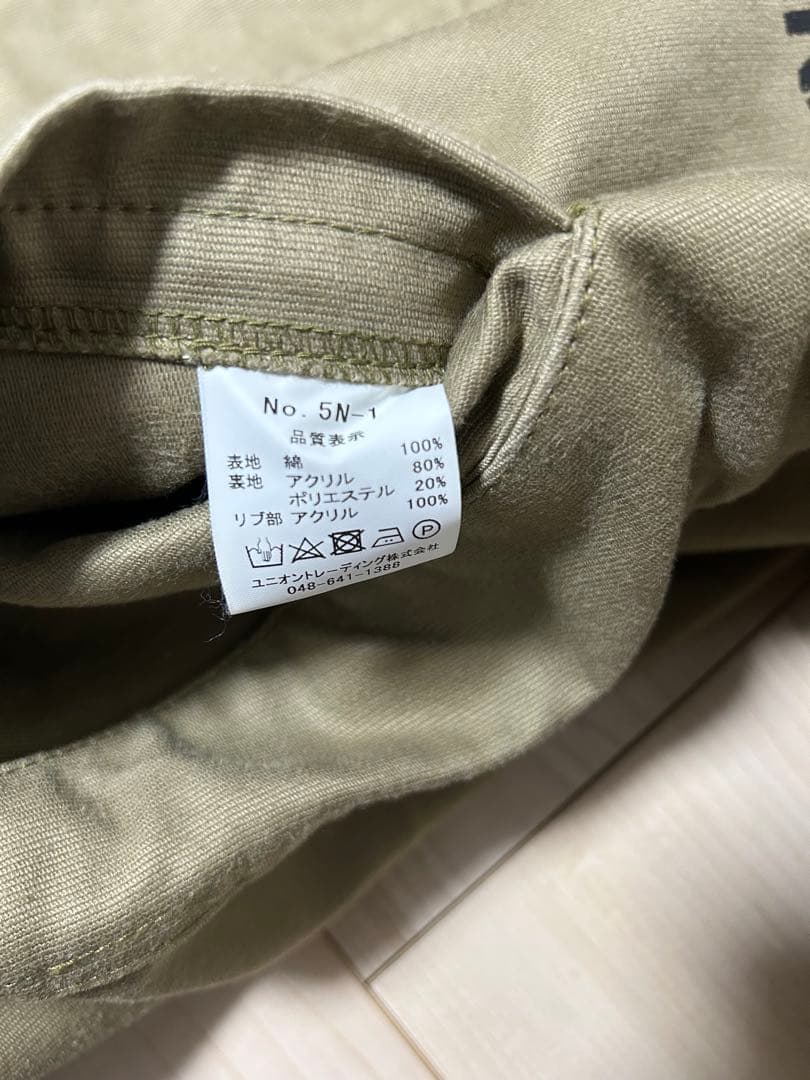 No. 5N-1
品質表示
表地 綿 100%
裏地 アクリル 80%
ポリエステル 20%
リブ部 アクリル 100%
P
ユニオントレーディング株式会社
048-641-1388